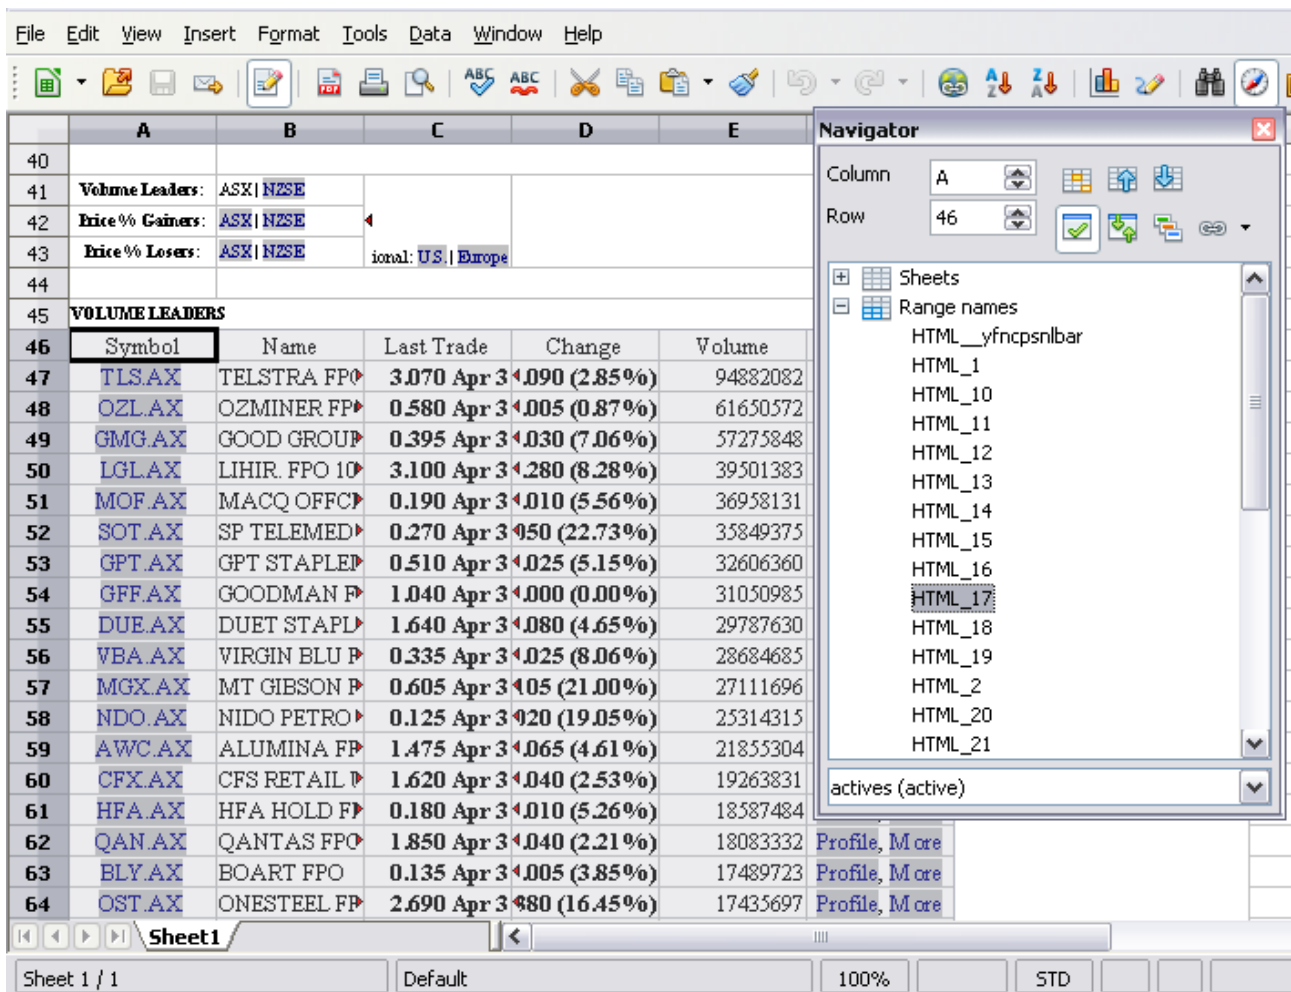 File Edit View Insert Format Tools Data Window Help
PDF ABC ABC A Z Z A
A B C D E
Navigator
Column A
Row 46
Sheets
Range names
HTML__yfncpsnlbar
HTML_1
HTML_10
HTML_11
HTML_12
HTML_13
HTML_14
HTML_15
HTML_16
HTML_17
HTML_18
HTML_19
HTML_2
HTML_20
HTML_21
actives (active)
40
41 Volume Leaders: ASX | NZSE
42 Price % Gainers: ASX | NZSE
43 Price % Losers: ASX | NZSE ional: U.S. | Europe
44
45 VOLUME LEADERS
46 Symbol Name Last Trade Change Volume
47 TLS.AX TELSTRA FPO 3.070 Apr 3 .090 (2.85%) 94882082
48 OZL.AX OZMINER FP 0.580 Apr 3 .005 (0.87%) 61650572
49 GMG.AX GOOD GROUP 0.395 Apr 3 .030 (7.06%) 57275848
50 LGL.AX LIHIR. FPO 10 3.100 Apr 3 .280 (8.28%) 39501383
51 MOF.AX MACQ OFFC 0.190 Apr 3 .010 (5.56%) 36958131
52 SOT.AX SP TELEMED 0.270 Apr 3 050 (22.73%) 35849375
53 GPT.AX GPT STAPLE 0.510 Apr 3 .025 (5.15%) 32606360
54 GFF.AX GOODMAN F 1.040 Apr 3 .000 (0.00%) 31050985
55 DUE.AX DUET STAPL 1.640 Apr 3 .080 (4.65%) 29787630
56 VBA.AX VIRGIN BLU F 0.335 Apr 3 .025 (8.06%) 28684685
57 MGX.AX MT GIBSON F 0.605 Apr 3 105 (21.00%) 27111696
58 NDO.AX NIDO PETRO 0.125 Apr 3 020 (19.05%) 25314315
59 AWC.AX ALUMINA FP 1.475 Apr 3 .065 (4.61%) 21855304
60 CFX.AX CFS RETAIL 1.620 Apr 3 .040 (2.53%) 19263831
61 HFA.AX HFA HOLD F 0.180 Apr 3 .010 (5.26%) 18587484
62 QAN.AX QANTAS FPO 1.850 Apr 3 .040 (2.21%) 18083332 Profile, More
63 BLY.AX BOART FPO 0.135 Apr 3 .005 (3.85%) 17489723 Profile, More
64 OST.AX ONESTEEL FP 2.690 Apr 3 380 (16.45%) 17435697 Profile, More
Sheet1
Sheet 1 / 1 Default 100% STD